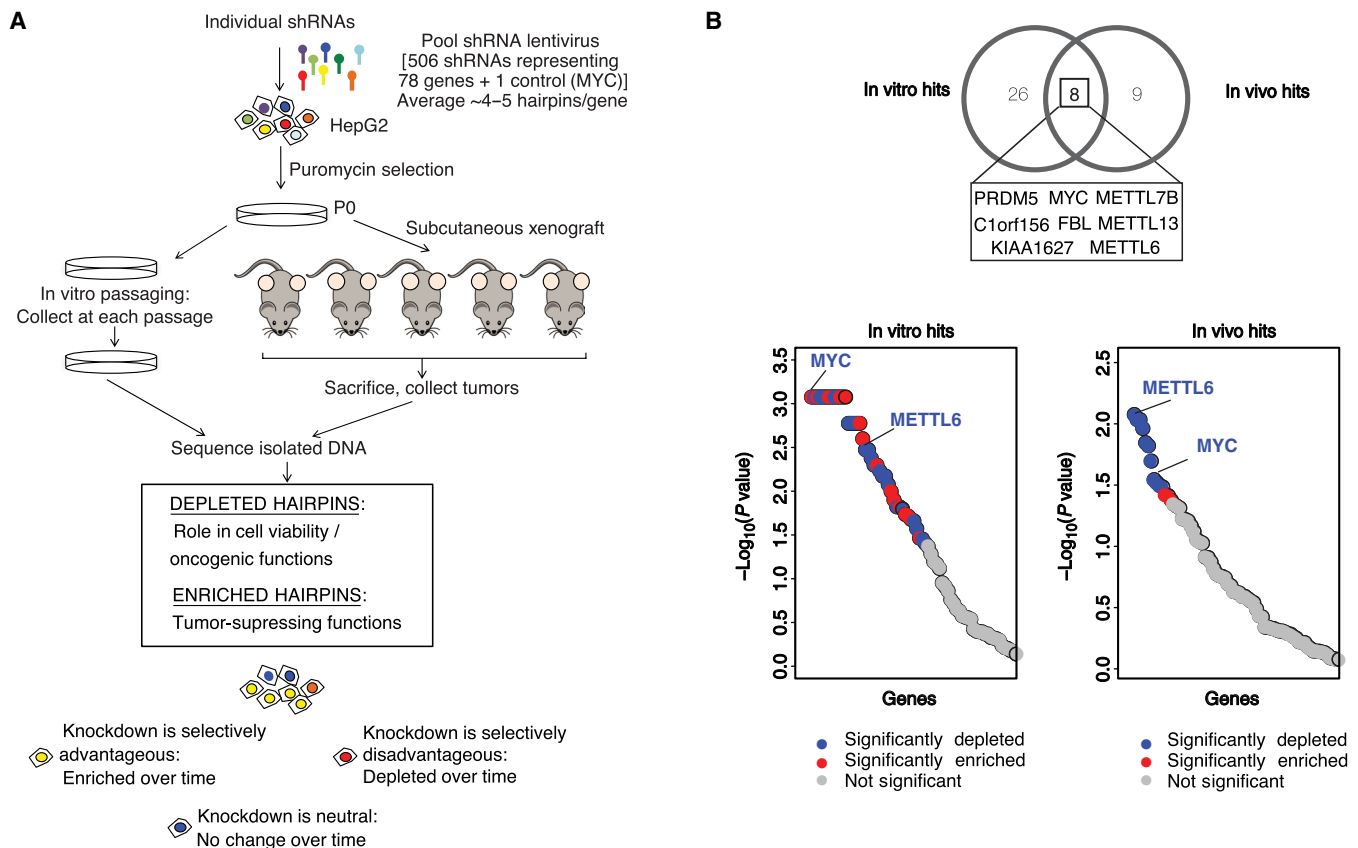 A
Individual shRNAs
Pool shRNA lentivirus
[506 shRNAs representing
78 genes + 1 control (MYC)]
Average ~4–5 hairpins/gene
HepG2
Puromycin selection
P0
Subcutaneous xenograft
In vitro passaging:
Collect at each passage
Sacrifice, collect tumors
Sequence isolated DNA
DEPLETED HAIRPINS:
Role in cell viability /
oncogenic functions
ENRICHED HAIRPINS:
Tumor-supressing functions
Knockdown is selectively
advantageous:
Enriched over time
Knockdown is selectively
disadvantageous:
Depleted over time
Knockdown is neutral:
No change over time
B
In vitro hits
26
8
9
In vivo hits
PRDM5 MYC METTL7B
C1orf156 FBL METTL13
KIAA1627 METTL6
In vitro hits
–Log10(P value)
3.5
3.0
2.5
2.0
1.5
1.0
0.5
0.0
MYC
METTL6
Genes
Significantly depleted
Significantly enriched
Not significant
In vivo hits
–Log10(P value)
2.5
2.0
1.5
1.0
0.5
0.0
METTL6
MYC
Genes
Significantly depleted
Significantly enriched
Not significant